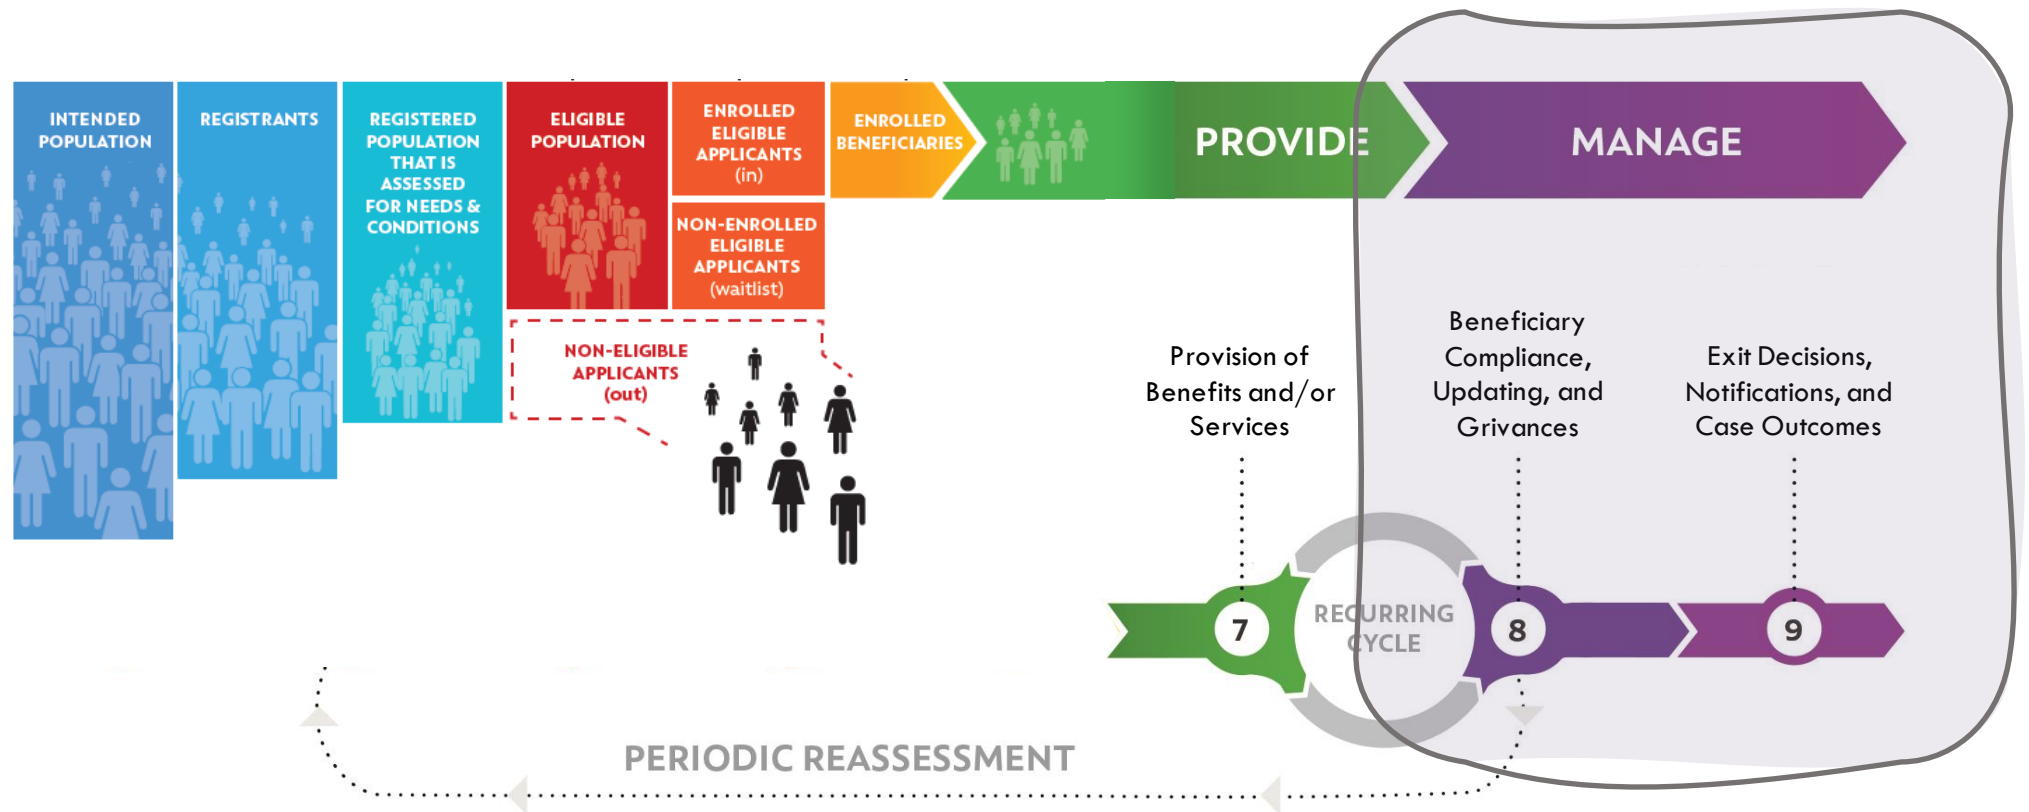 INTENDED
POPULATION
REGISTRANTS
REGISTERED
POPULATION
THAT IS
ASSESSED
FOR NEEDS &
CONDITIONS
ELIGIBLE
POPULATION
ENROLLED
ELIGIBLE
APPLICANTS
(in)
NON-ENROLLED
ELIGIBLE
APPLICANTS
(waitlist)
ENROLLED
BENEFICIARIES
PROVIDE
MANAGE
NON-ELIGIBLE
APPLICANTS
(out)
Provision of
Benefits and/or
Services
Beneficiary
Compliance,
Updating, and
Grivances
Exit Decisions,
Notifications, and
Case Outcomes
7
RECURRING
CYCLE
8
9
PERIODIC REASSESSMENT